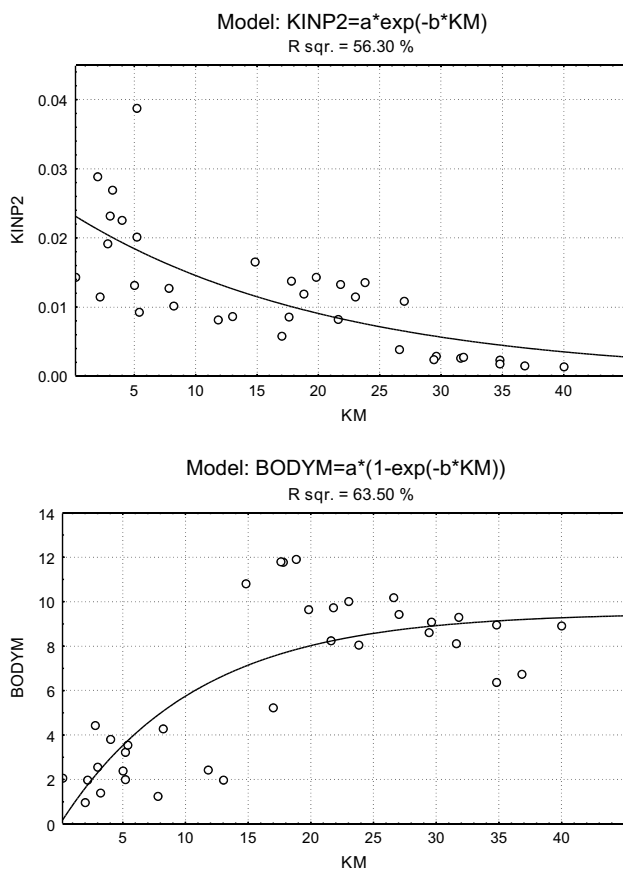 Model: KINP2=a*exp(-b*KM)
R sqr. = 56.30 %
0.04
0.03
0.02
0.01
0.00
KINP2
5 10 15 20 25 30 35 40
KM
Model: BODYM=a*(1-exp(-b*KM))
R sqr. = 63.50 %
14
12
10
8
6
4
2
0
BODYM
5 10 15 20 25 30 35 40
KM